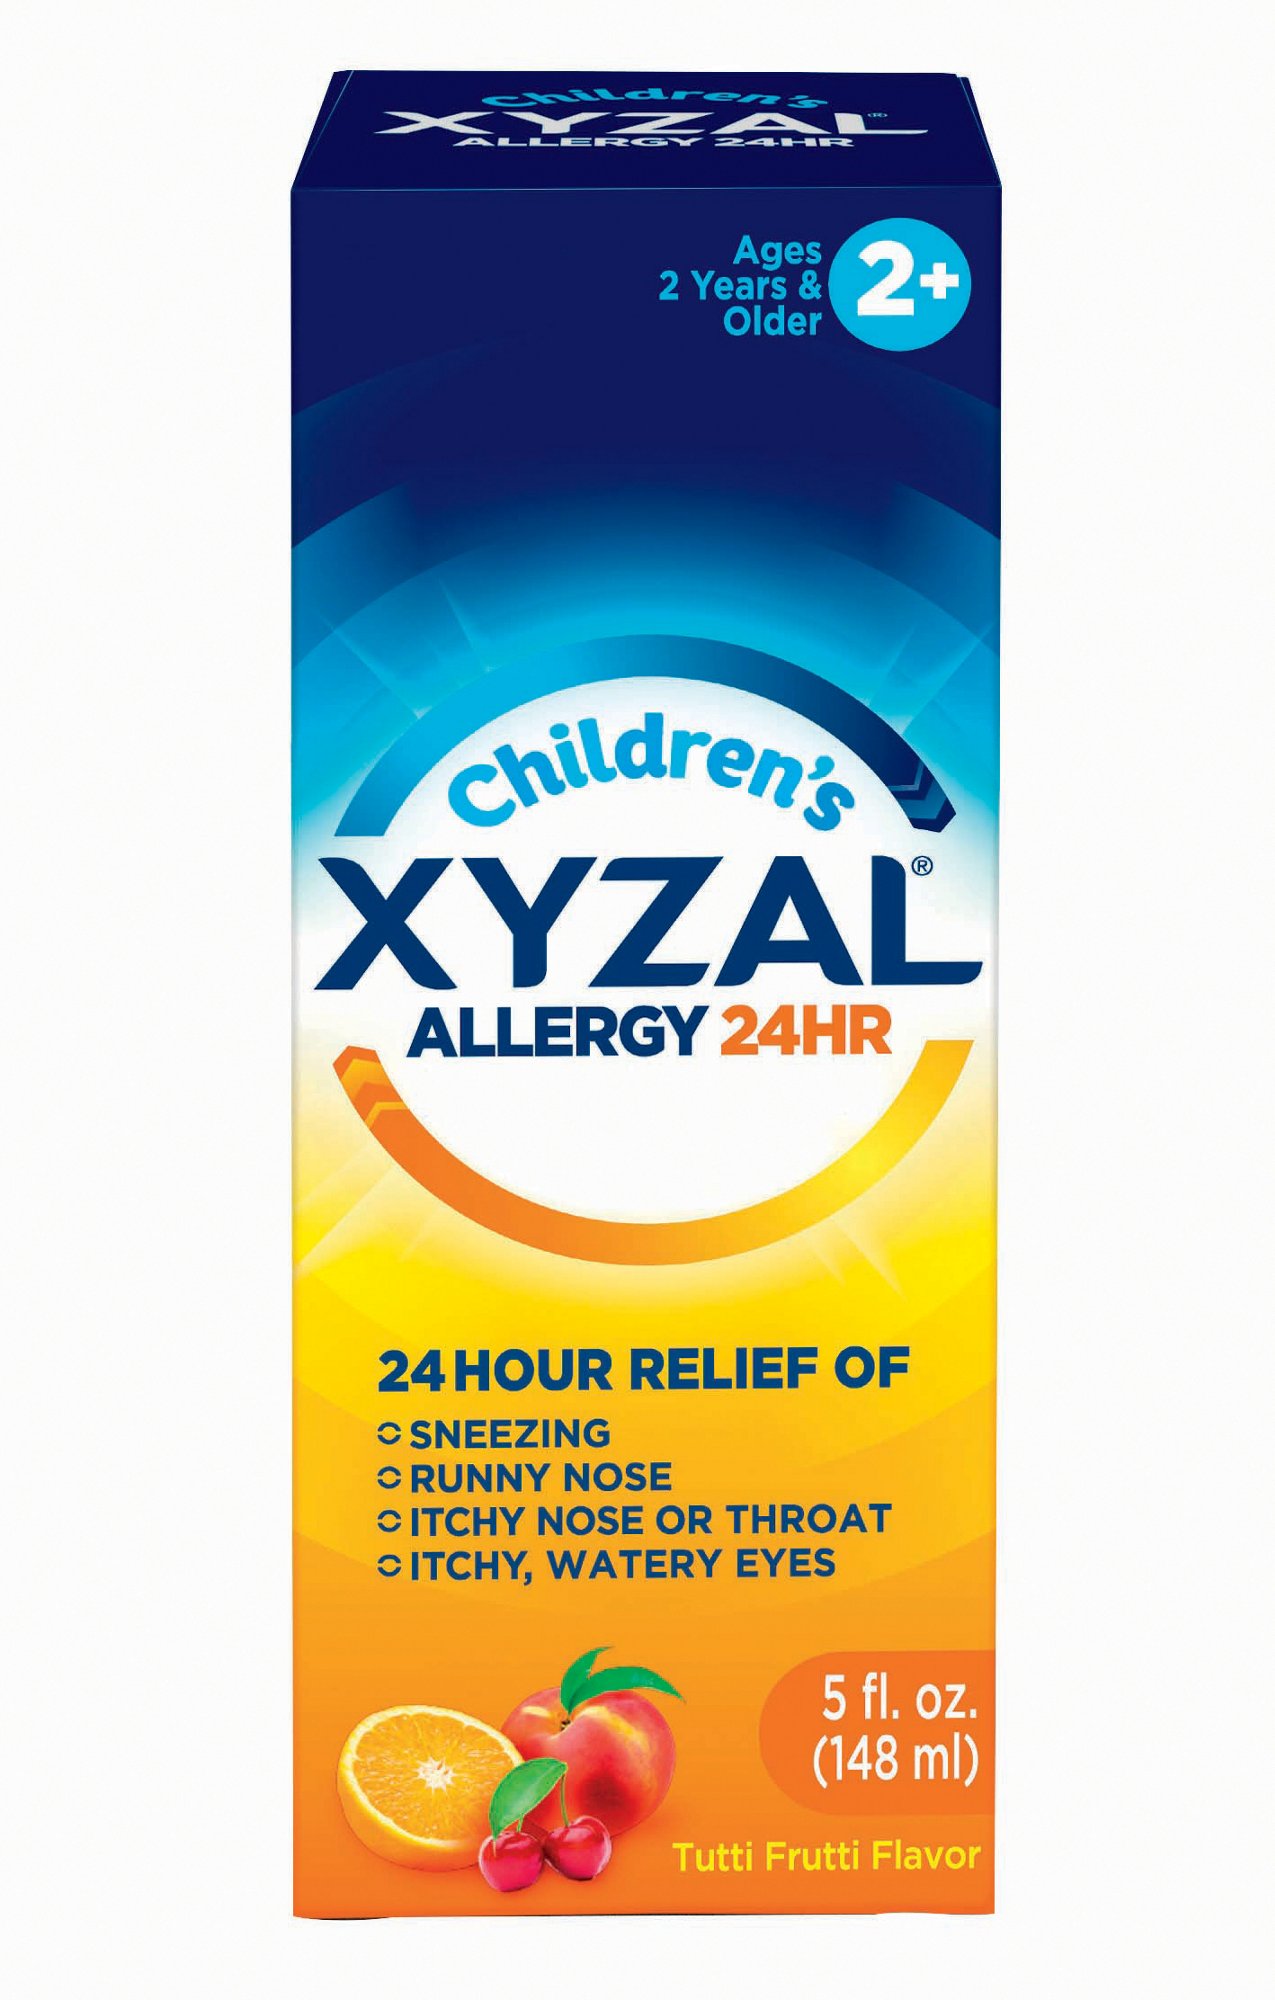 Children's
XYZAL®
ALLERGY 24HR
Ages
2 Years &
Older
2+
Children's
XYZAL®
ALLERGY 24HR
24 HOUR RELIEF OF
SNEEZING
RUNNY NOSE
ITCHY NOSE OR THROAT
ITCHY, WATERY EYES
5 fl. oz.
(148 ml)
Tutti Frutti Flavor